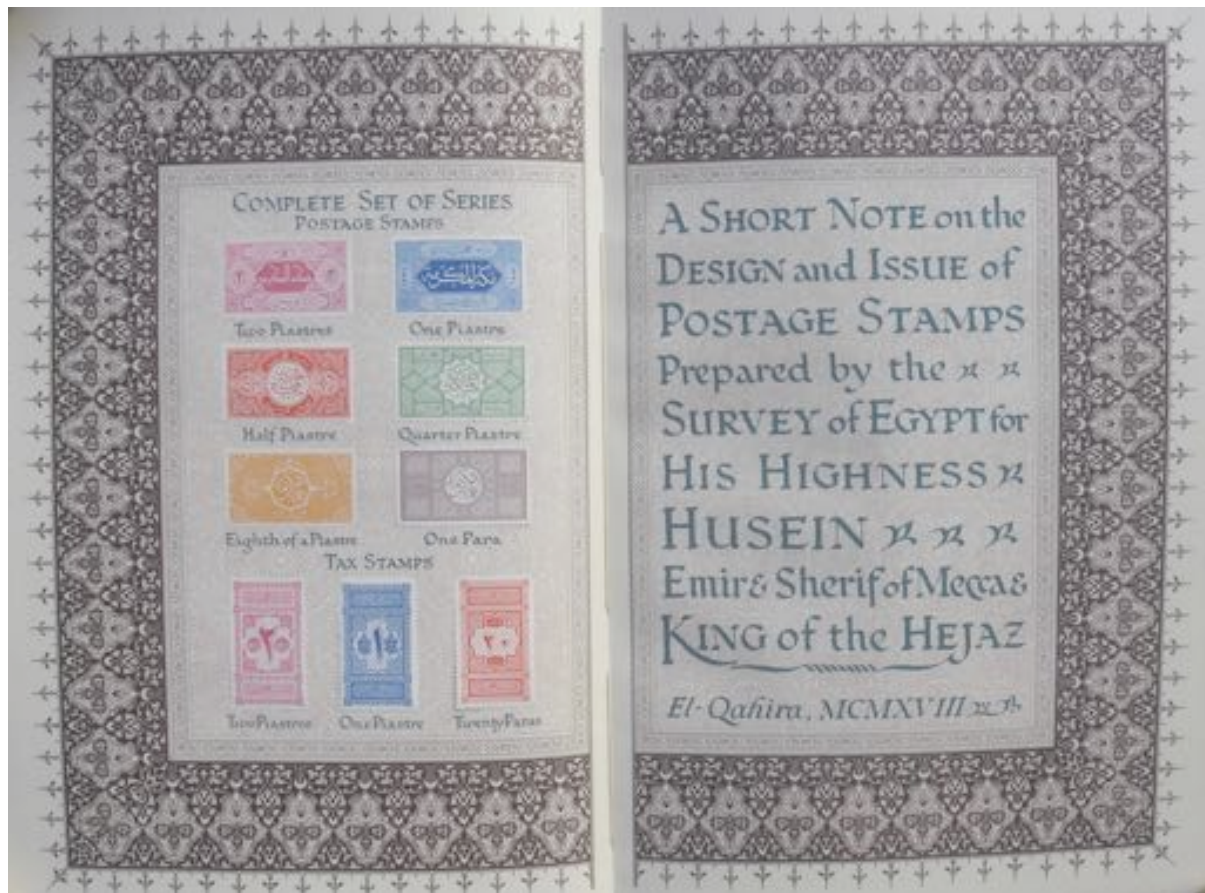 COMPLETE SET OF SERIES
POSTAGE STAMPS
Two Piastres
One Piastre
Half Piastre
Quarter Piastre
Eighth of a Piastre
One Para
TAX STAMPS
٢
١
٢٠
Two Piastres
One Piastre
Twenty Paras
A SHORT NOTE on the
DESIGN and ISSUE of
POSTAGE STAMPS
Prepared by the
SURVEY of EGYPT for
HIS HIGHNESS
HUSEIN
Emir & Sherif of Mecca &
KING of the HEJAZ
El-Qahira, MCMXVIII